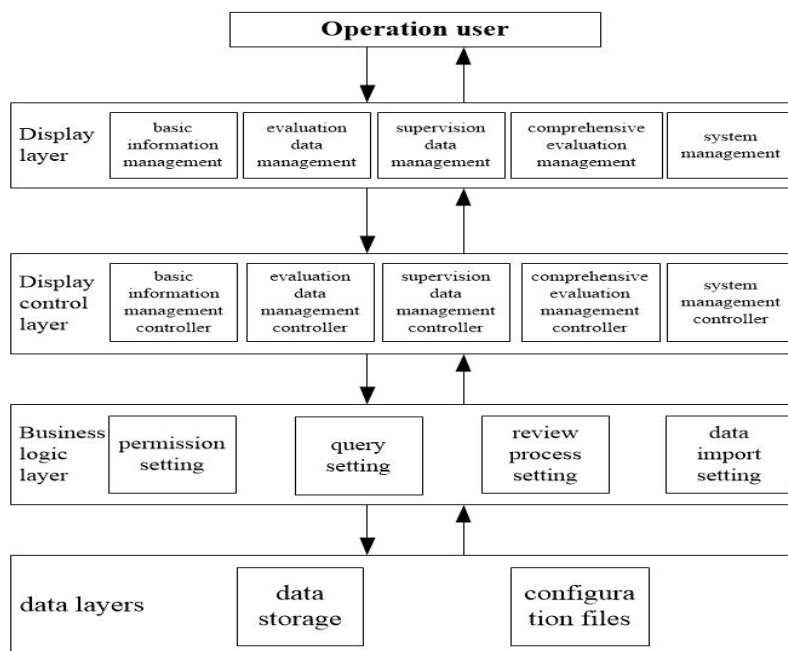 Operation user
Display
layer
basic
information
management
evaluation
data
management
supervision
data
management
comprehensive
evaluation
management
system
management
Display
control
layer
basic
information
management
controller
evaluation
data
management
controller
supervision
data
management
controller
comprehensive
evaluation
management
controller
system
management
controller
Business
logic
layer
permission
setting
query
setting
review
process
setting
data
import
setting
data layers
data
storage
configura
tion files